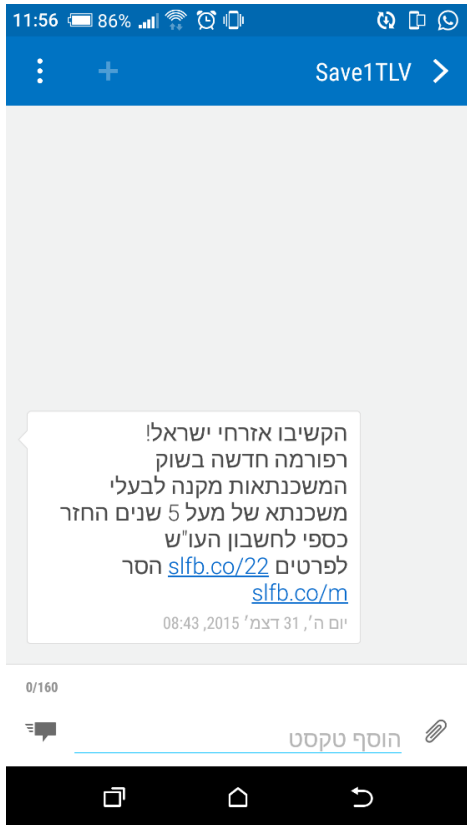 11:56 86%
Save1TLV
הקשיבו אזרחי ישראל!
רפורמה חדשה בשוק
המשכנתאות מקנה לבעלי
משכנתא של מעל 5 שנים החזר
כספי לחשבון העו"ש
לפרטים slfb.co/22 הסר
slfb.co/m
יום ה׳, 31 דצמ׳ 2015, 08:43
0/160
הוסף טקסט